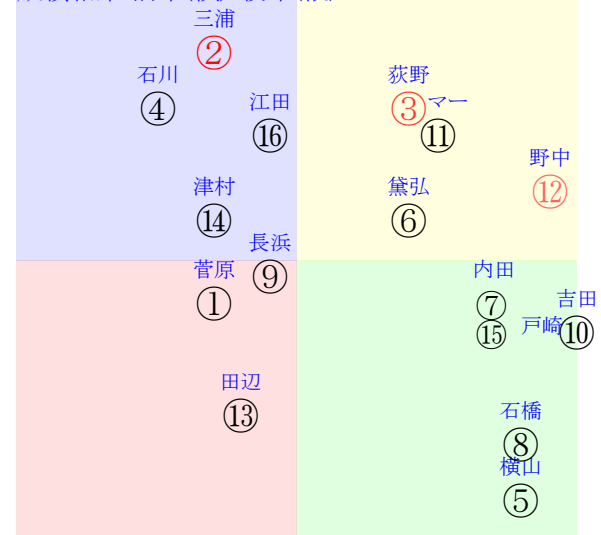 三浦
②
石川
荻野
④
江田
③マー
⑯
⑪
野中
津村
黛弘
⑫
⑭
⑥
長浜
菅原
⑨
内田
①
⑦
吉田
⑮
戸崎⑩
田辺
⑬
石橋
⑧
横山
⑤